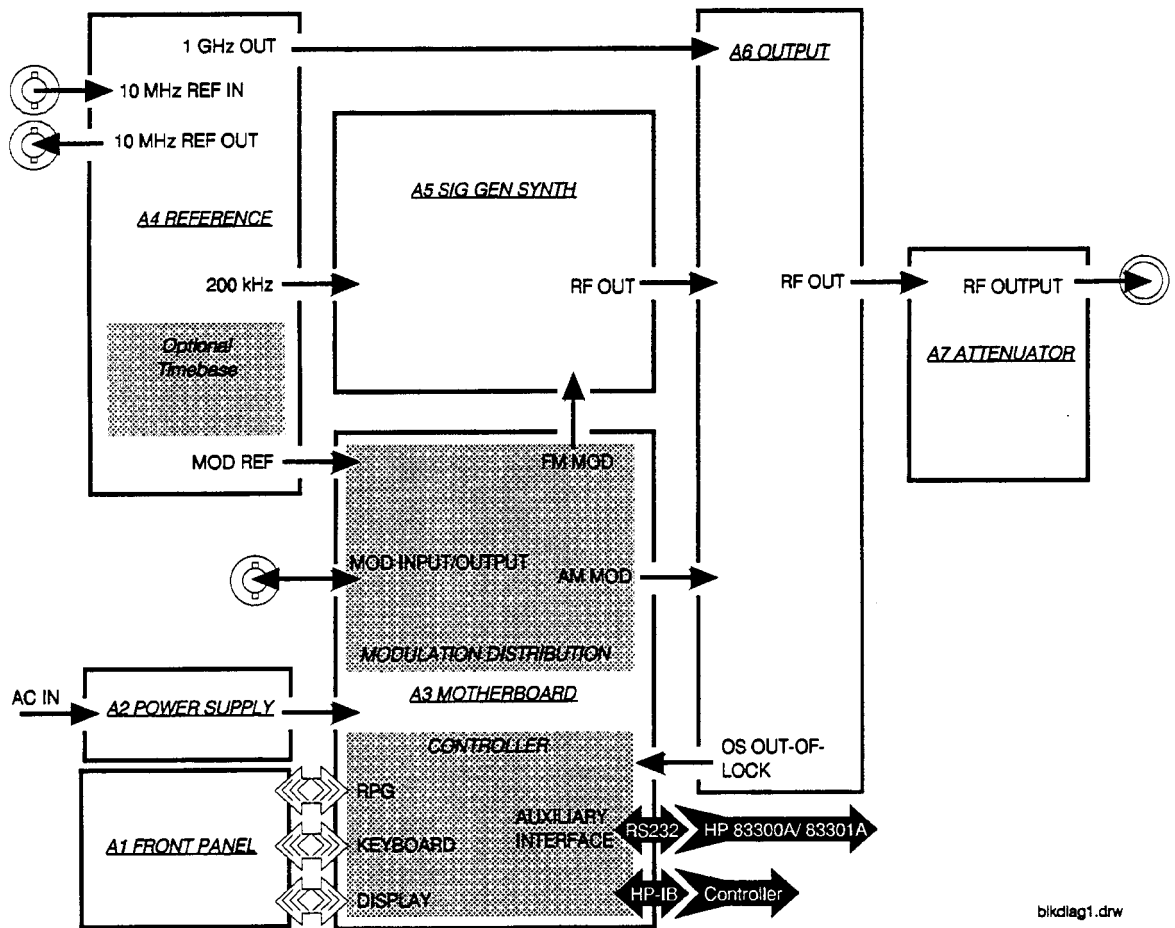 1 GHz OUT
10 MHz REF IN
10 MHz REF OUT
A4 REFERENCE
200 kHz
Optional
Timebase
MOD REF
A5 SIG GEN SYNTH
RF OUT
A6 OUTPUT
RF OUT
RF OUTPUT
A7 ATTENUATOR
FM MOD
MOD INPUT/OUTPUT
AM MOD
MODULATION DISTRIBUTION
A3 MOTHERBOARD
AC IN
A2 POWER SUPPLY
CONTROLLER
OS OUT-OF-
LOCK
RPG
A1 FRONT PANEL
KEYBOARD
DISPLAY
AUXILIARY
INTERFACE
RS232
HP 83300A/ 83301A
HP-IB
Controller
blkdiag1.drw